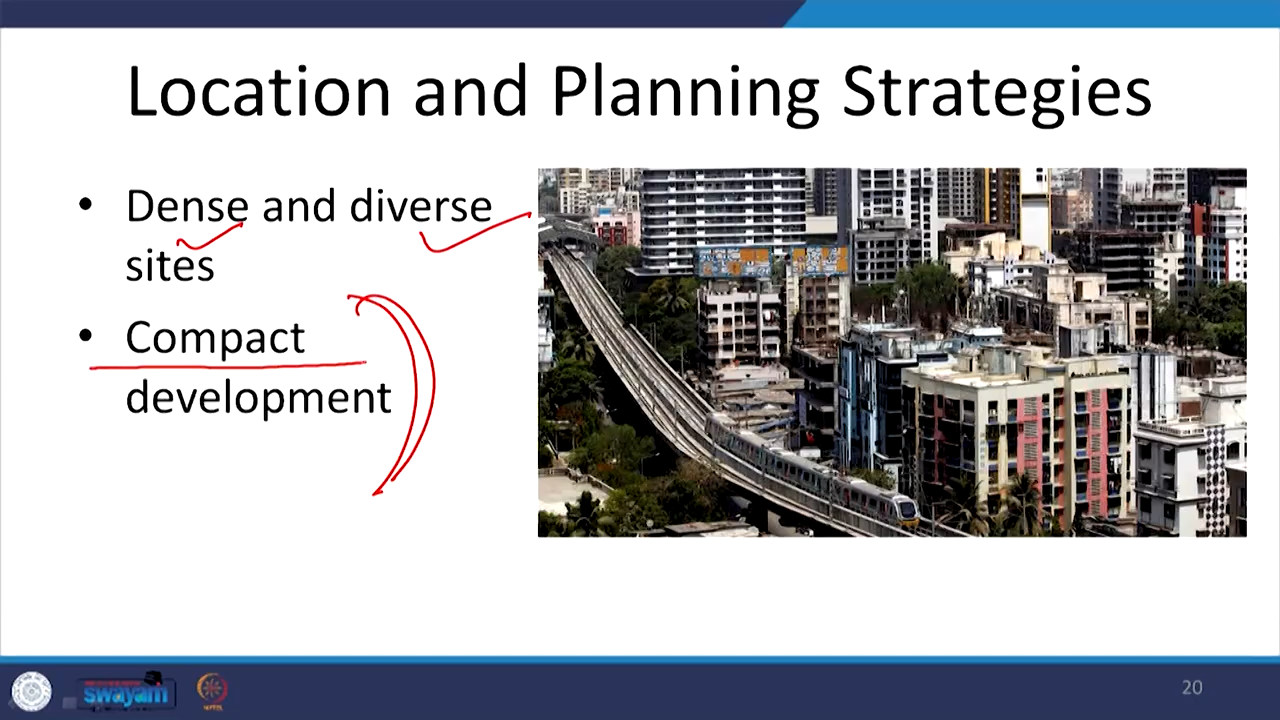 Location and Planning Strategies
• Dense and diverse
sites
• Compact
development
swayam
20